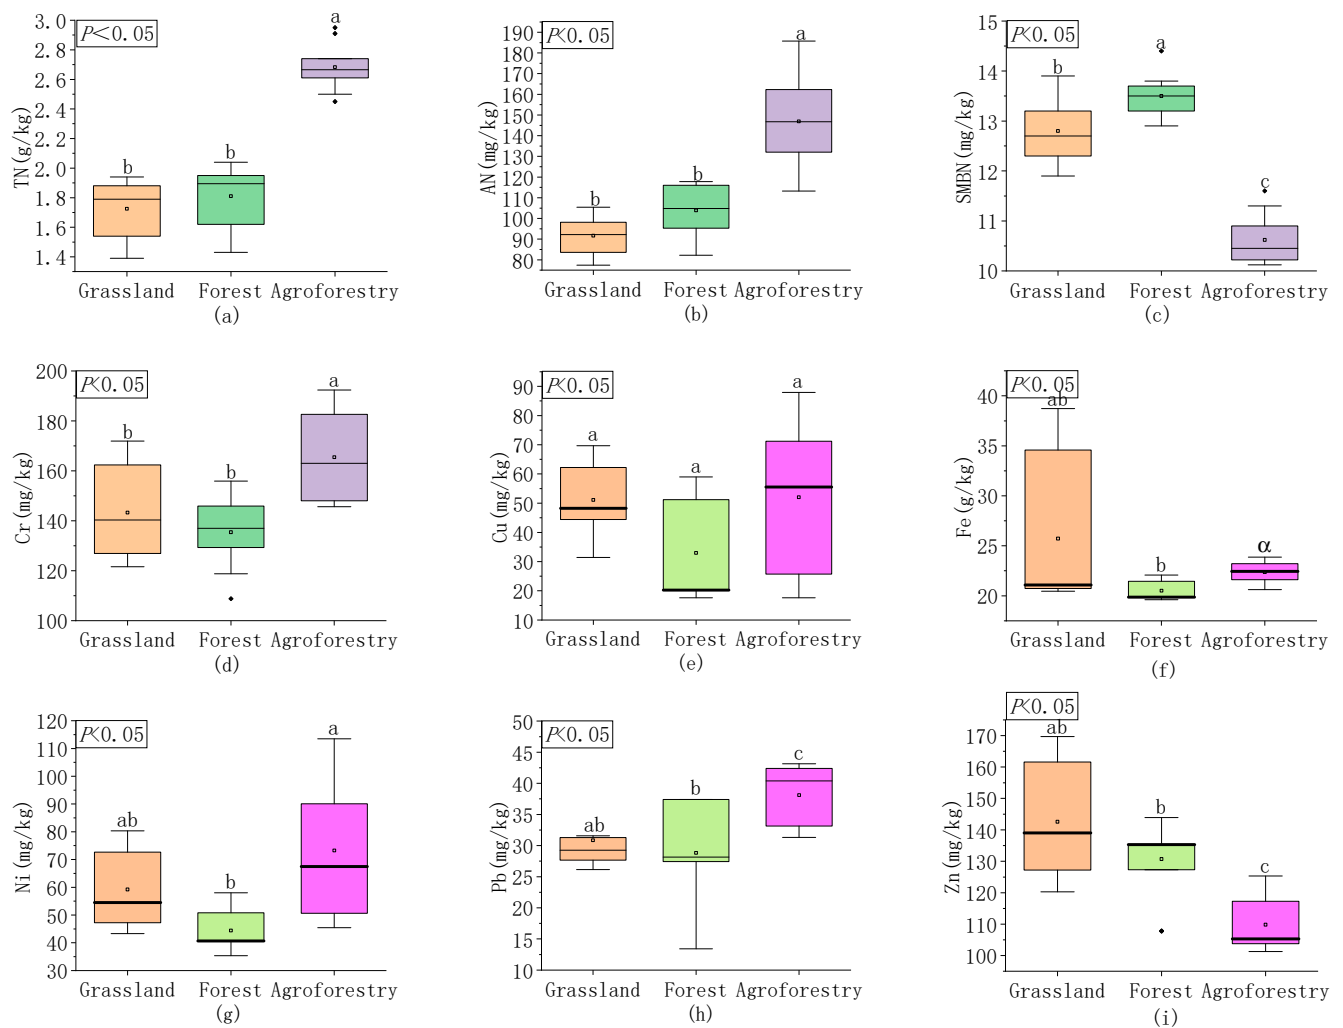 P<0.05
TN(g/kg)
3.0
2.8
2.6
2.4
2.2
2.0
1.8
1.6
1.4
b
b
a
Grassland Forest Agroforestry
(a)
P<0.05
AN(mg/kg)
190
180
170
160
150
140
130
120
110
100
90
80
b
b
a
Grassland Forest Agroforestry
(b)
P<0.05
SMBN(mg/kg)
15
14
13
12
11
10
b
a
c
Grassland Forest Agroforestry
(c)
P<0.05
Cr(mg/kg)
200
180
160
140
120
100
b
b
a
Grassland Forest Agroforestry
(d)
P<0.05
Cu(mg/kg)
90
80
70
60
50
40
30
20
10
a
a
a
Grassland Forest Agroforestry
(e)
P<0.05
Fe(g/kg)
40
35
30
25
20
ab
b
α
Grassland Forest Agroforestry
(f)
P<0.05
Ni(mg/kg)
120
110
100
90
80
70
60
50
40
30
ab
b
a
Grassland Forest Agroforestry
(g)
P<0.05
Pb(mg/kg)
50
45
40
35
30
25
20
15
10
ab
b
c
Grassland Forest Agroforestry
(h)
P<0.05
Zn(mg/kg)
170
160
150
140
130
120
110
100
ab
b
c
Grassland Forest Agroforestry
(i)